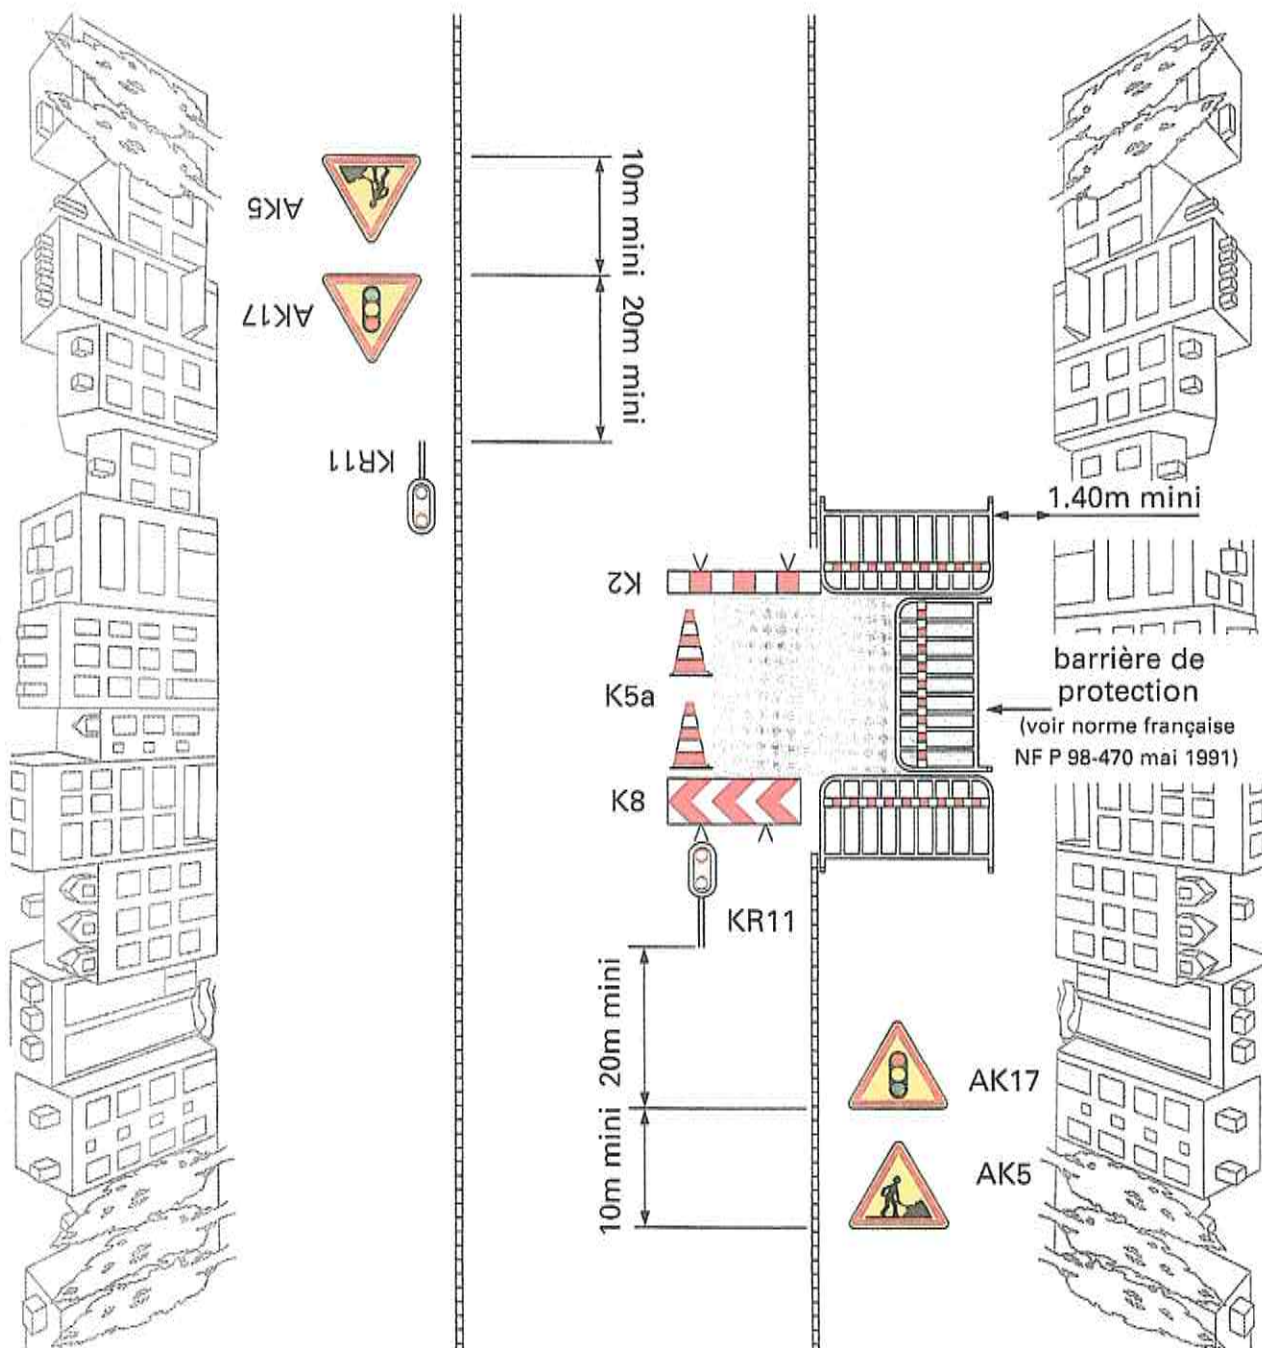 AK5
10m mini
AK17
20m mini
KR11
1.40m mini
K2
K5a
barrière de
protection
(voir norme française
NF P 98-470 mai 1991)
K8
KR11
20m mini
AK17
10m mini
AK5